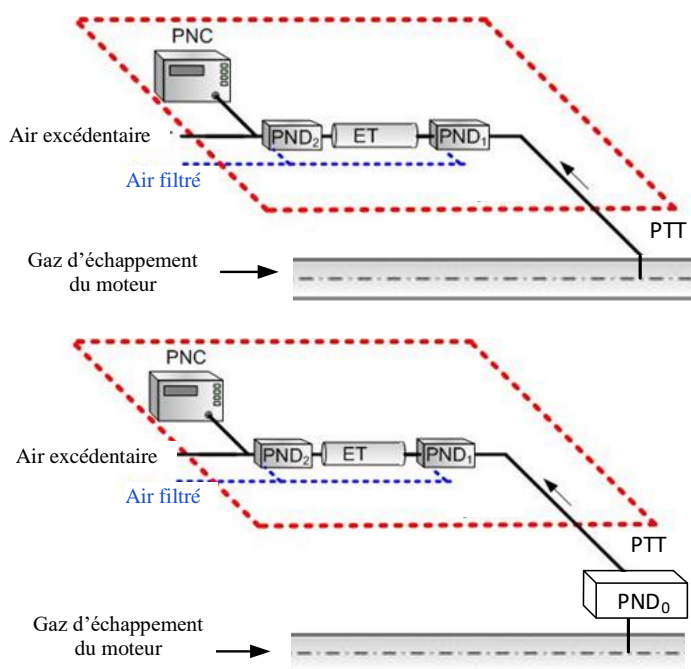 PNC
Air excédentaire
PND₂
ET
PND₁
Air filtré
PTT
Gaz d’échappement
du moteur
PNC
Air excédentaire
PND₂
ET
PND₁
Air filtré
PTT
PND₀
Gaz d’échappement
du moteur